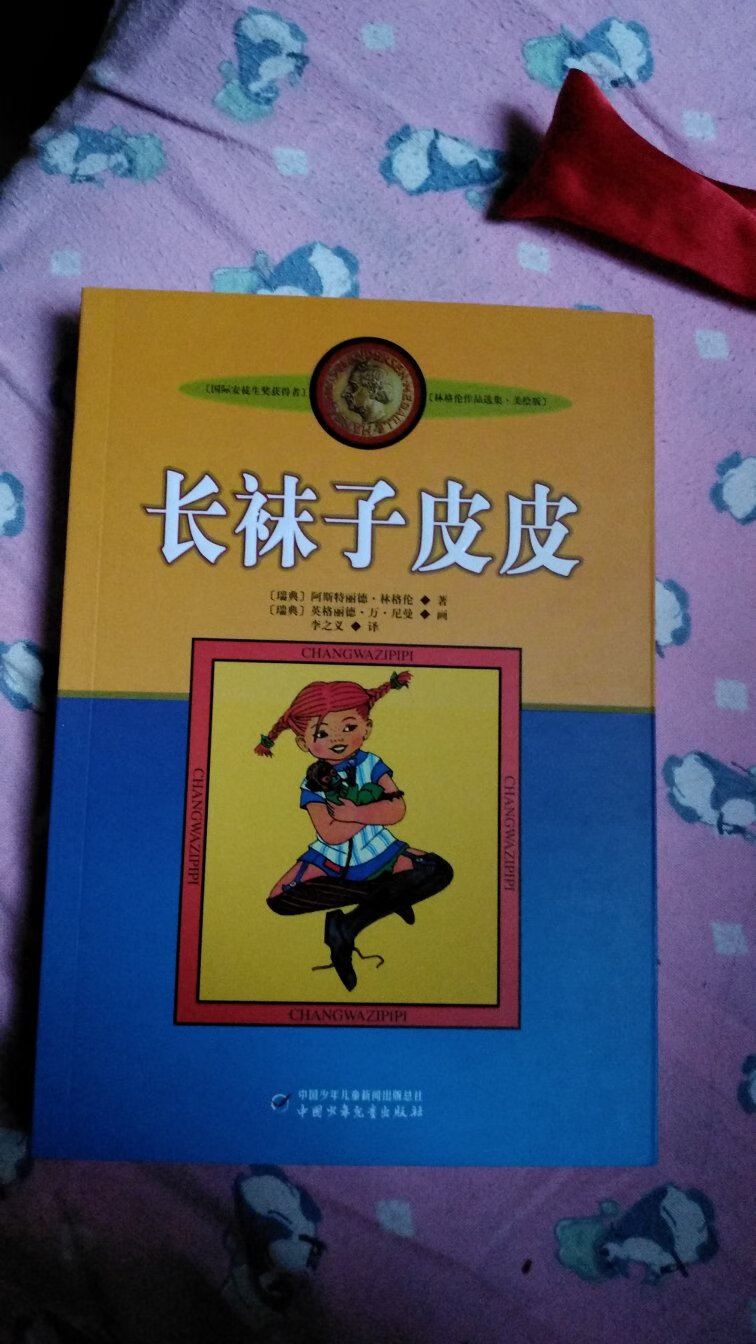 〔国际安徒生奖获得者〕
〔林格伦作品选集·美绘版〕
长袜子皮皮
〔瑞典〕阿斯特丽德·林格伦◆著
〔瑞典〕英格丽德·万·尼曼◆画
李之义◆译
CHANGWAZIPIPI
CHANGWAZIPIPI
CHANGWAZIPIPI
CHANGWAZIPIPI
中国少年儿童新闻出版总社
中国少年儿童出版社